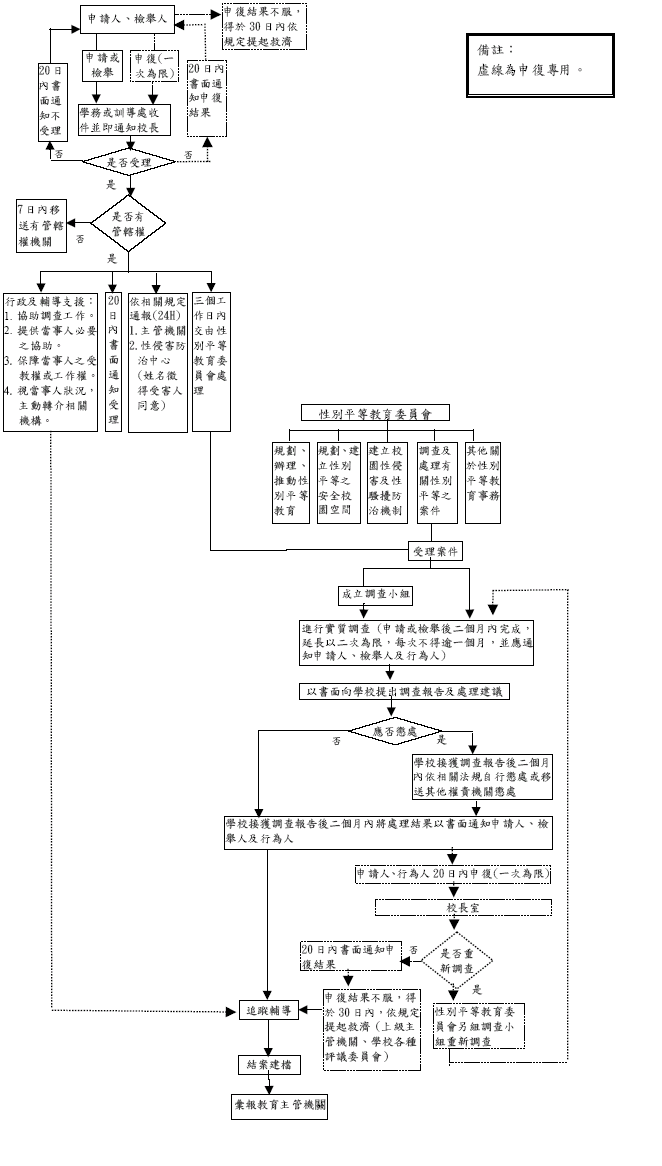 申請人、檢舉人
申復結果不服，
得於30日內依
規定提起救濟
備註：
虛線為申復專用。
20日
內書
面通
知不
受理
申請或
檢舉
申復(一
次為限)
20日內
書面通
知申復
結果
學務或訓導處收
件並即通知校長
否
是否受理
否
是
7日內移
送有管轄
權機關
否
是否有
管轄權
是
行政及輔導支援：
1. 協助調查工作。
2. 提供當事人必要
之協助。
3. 保障當事人之受
教權或工作權。
4. 視當事人狀況，
主動轉介相關
機構。
20
日
內
書
面
通
知
受
理
依相關規定
通報(24H)
1.主管機關
2.性侵害防
治中心
(姓名徵
得受害人
同意)
三個工
作日內
交由性
別平等
教育委
員會處
理
性別平等教育委員會
規劃、
辦理、
推動性
別平等
教育
規劃、建
立性別
平等之
安全校
園空間
建立校
園性侵
害及性
騷擾防
治機制
調查及
處理有
關性別
平等之
案件
其他關
於性別
平等教
育事務
受理案件
成立調查小組
進行實質調查（申請或檢舉後二個月內完成，
延長以二次為限，每次不得逾一個月，並應通
知申請人、檢舉人及行為人）
以書面向學校提出調查報告及處理建議
否
應否懲處
是
學校接獲調查報告後二個月
內依相關法規自行懲處或移
送其他權責機關懲處
學校接獲調查報告後二個月內將處理結果以書面通知申請人、檢
舉人及行為人
申請人、行為人20日內申復(一次為限)
校長室
20日內書面通知申
復結果
否
是否重
新調查
是
申復結果不服，得
於30日內，依規定
提起救濟（上級主
管機關、學校各種
評議委員會）
性別平等教育委
員會另組調查小
組重新調查
追蹤輔導
結案建檔
彙報教育主管機關